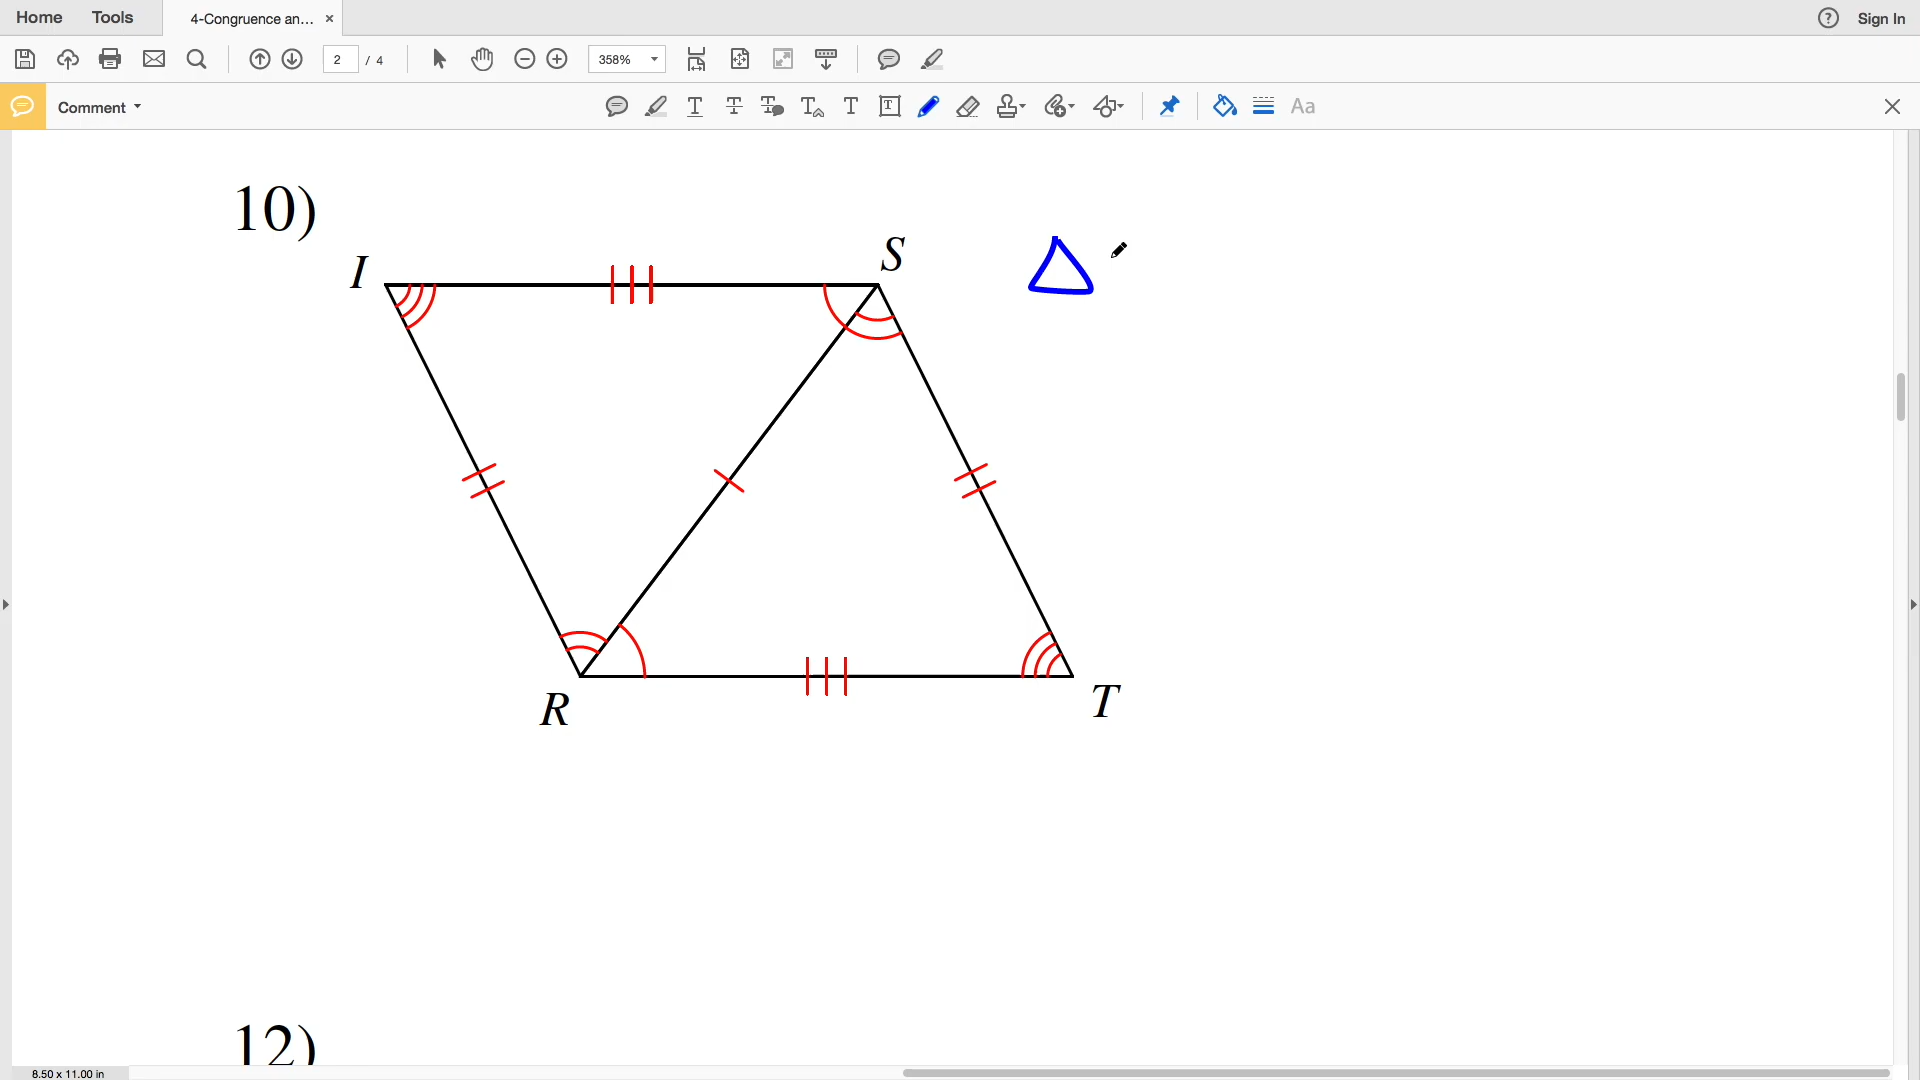 Home Tools 4-Congruence an... × ? Sign In
2 / 4 358%
Comment T T T T T T Aa
10)
I S
R T
12)
8.50 x 11.00 in